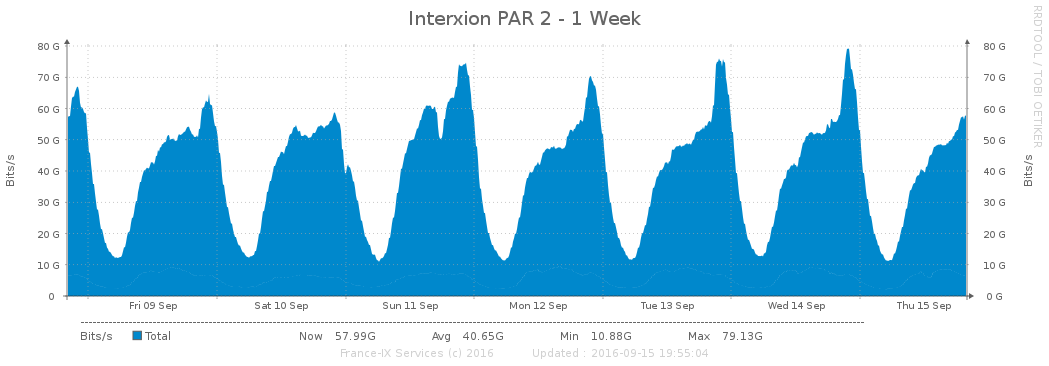 Interxion PAR 2 - 1 Week
RRDTOOL / TOBI OETIKER
Bits/s
80 G 80 G
70 G 70 G
60 G 60 G
50 G 50 G
40 G 40 G
30 G 30 G
20 G 20 G
10 G 10 G
0 0 G
Bits/s
Fri 09 Sep Sat 10 Sep Sun 11 Sep Mon 12 Sep Tue 13 Sep Wed 14 Sep Thu 15 Sep
Bits/s Total Now 57.99G Avg 40.65G Min 10.88G Max 79.13G
France-IX Services (c) 2016 Updated : 2016-09-15 19:55:04